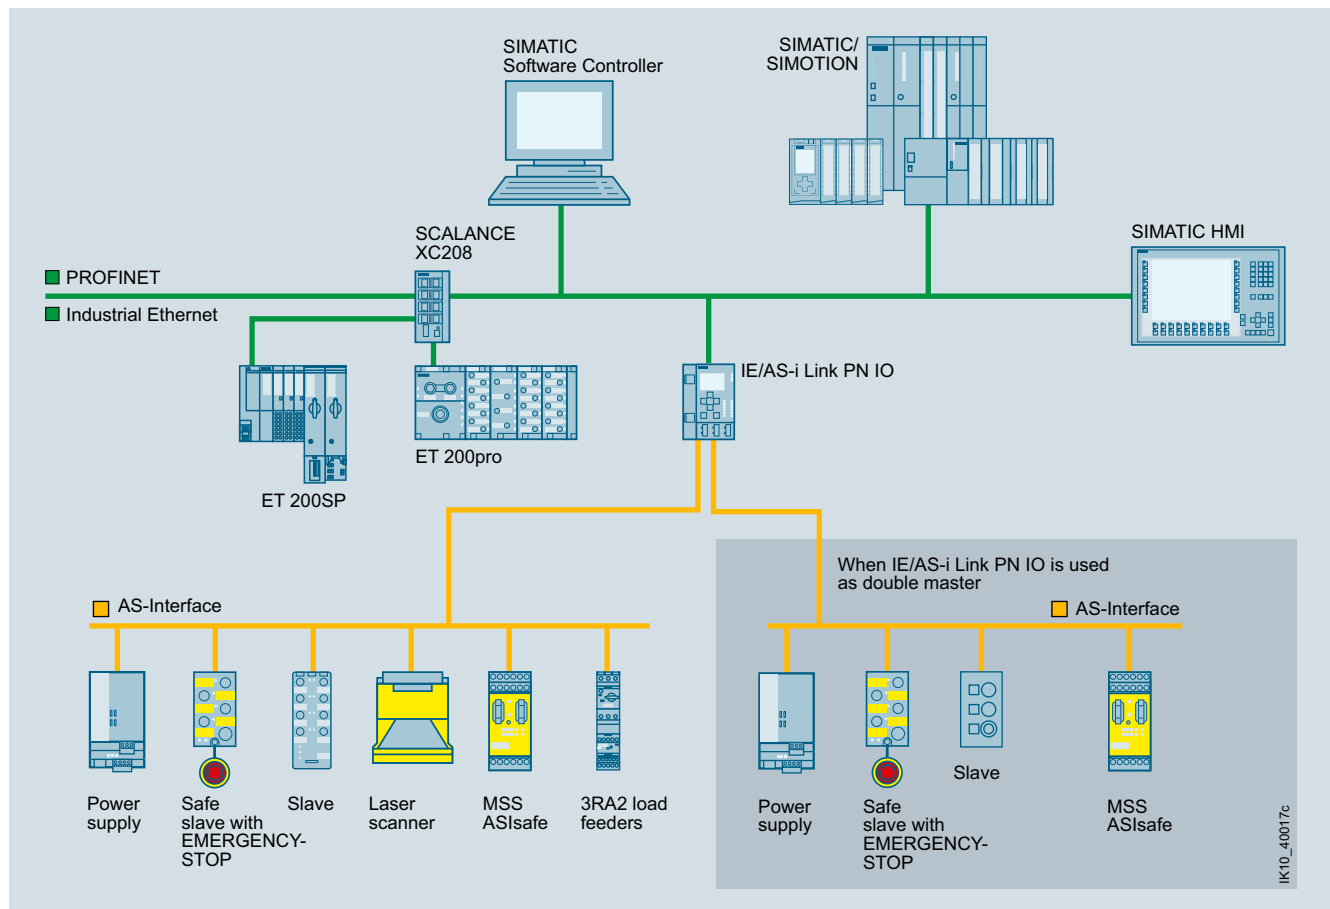 SIMATIC
Software Controller
SIMATIC/
SIMOTION
SCALANCE
XC208
SIMATIC HMI
PROFINET
Industrial Ethernet
IE/AS-i Link PN IO
ET 200pro
ET 200SP
When IE/AS-i Link PN IO is used
as double master
AS-Interface
AS-Interface
Power
supply
Safe
slave with
EMERGENCY-
STOP
Slave
Laser
scanner
MSS
ASIsafe
3RA2 load
feeders
Power
supply
Safe
slave with
EMERGENCY-
STOP
Slave
MSS
ASIsafe
IK10_40017c